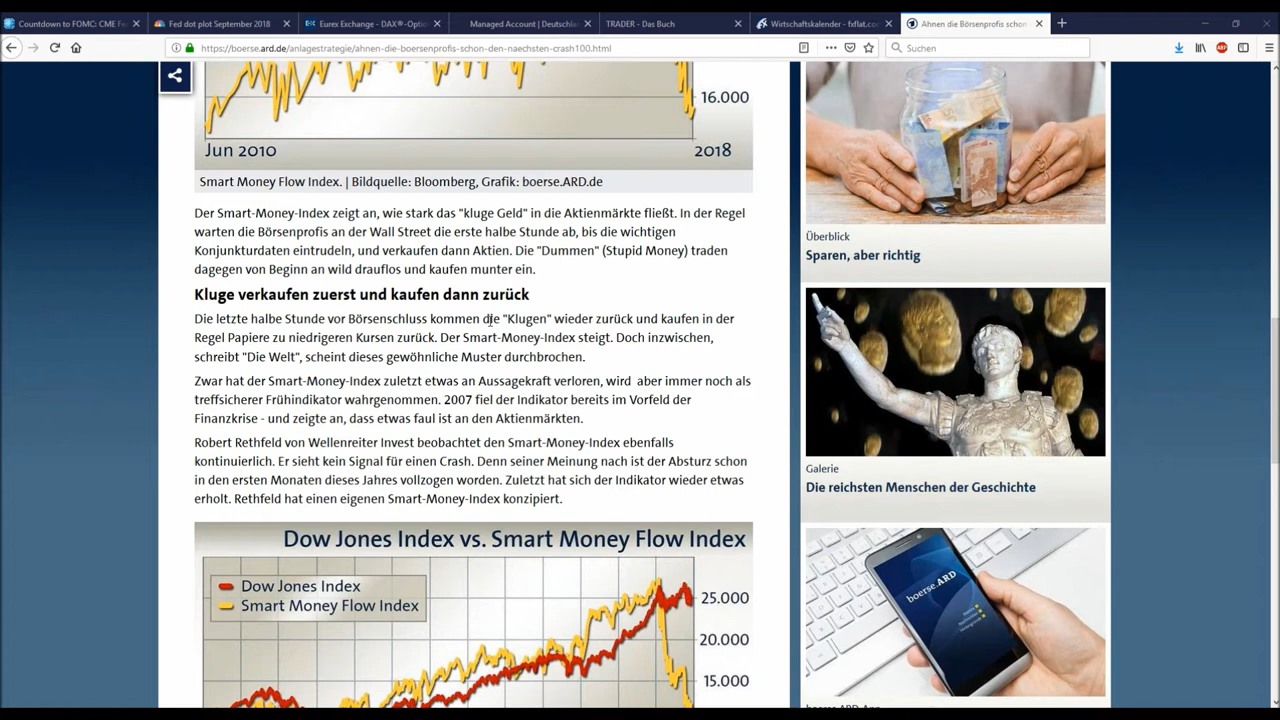 Countdown to FOMC: CME Fe
Fed dot plot September 2018
Eurex Exchange - DAX®-Option
Managed Account | Deutschla
TRADER - Das Buch
Wirtschaftskalender - fxflat.co
Ahnen die Börsenprofis schon
https://boerse.ard.de/anlagestrategie/ahnen-die-boersenprofis-schon-den-naechsten-crash100.html
Suchen
ABP
16.000
Jun 2010
2018
Smart Money Flow Index. | Bildquelle: Bloomberg, Grafik: boerse.ARD.de
Der Smart-Money-Index zeigt an, wie stark das "kluge Geld" in die Aktienmärkte fließt. In der Regel
warten die Börsenprofis an der Wall Street die erste halbe Stunde ab, bis die wichtigen
Konjunkturdaten eintrudeln, und verkaufen dann Aktien. Die "Dummen" (Stupid Money) traden
dagegen von Beginn an wild drauflos und kaufen munter ein.
Kluge verkaufen zuerst und kaufen dann zurück
Die letzte halbe Stunde vor Börsenschluss kommen die "Klugen" wieder zurück und kaufen in der
Regel Papiere zu niedrigeren Kursen zurück. Der Smart-Money-Index steigt. Doch inzwischen,
schreibt "Die Welt", scheint dieses gewöhnliche Muster durchbrochen.
Zwar hat der Smart-Money-Index zuletzt etwas an Aussagekraft verloren, wird aber immer noch als
treffsicherer Frühindikator wahrgenommen. 2007 fiel der Indikator bereits im Vorfeld der
Finanzkrise - und zeigte an, dass etwas faul ist an den Aktienmärkten.
Robert Rethfeld von Wellenreiter Invest beobachtet den Smart-Money-Index ebenfalls
kontinuierlich. Er sieht kein Signal für einen Crash. Denn seiner Meinung nach ist der Absturz schon
in den ersten Monaten dieses Jahres vollzogen worden. Zuletzt hat sich der Indikator wieder etwas
erholt. Rethfeld hat einen eigenen Smart-Money-Index konzipiert.
Dow Jones Index vs. Smart Money Flow Index
Dow Jones Index
Smart Money Flow Index
25.000
20.000
15.000
Überblick
Sparen, aber richtig
Galerie
Die reichsten Menschen der Geschichte
boerse.ARD